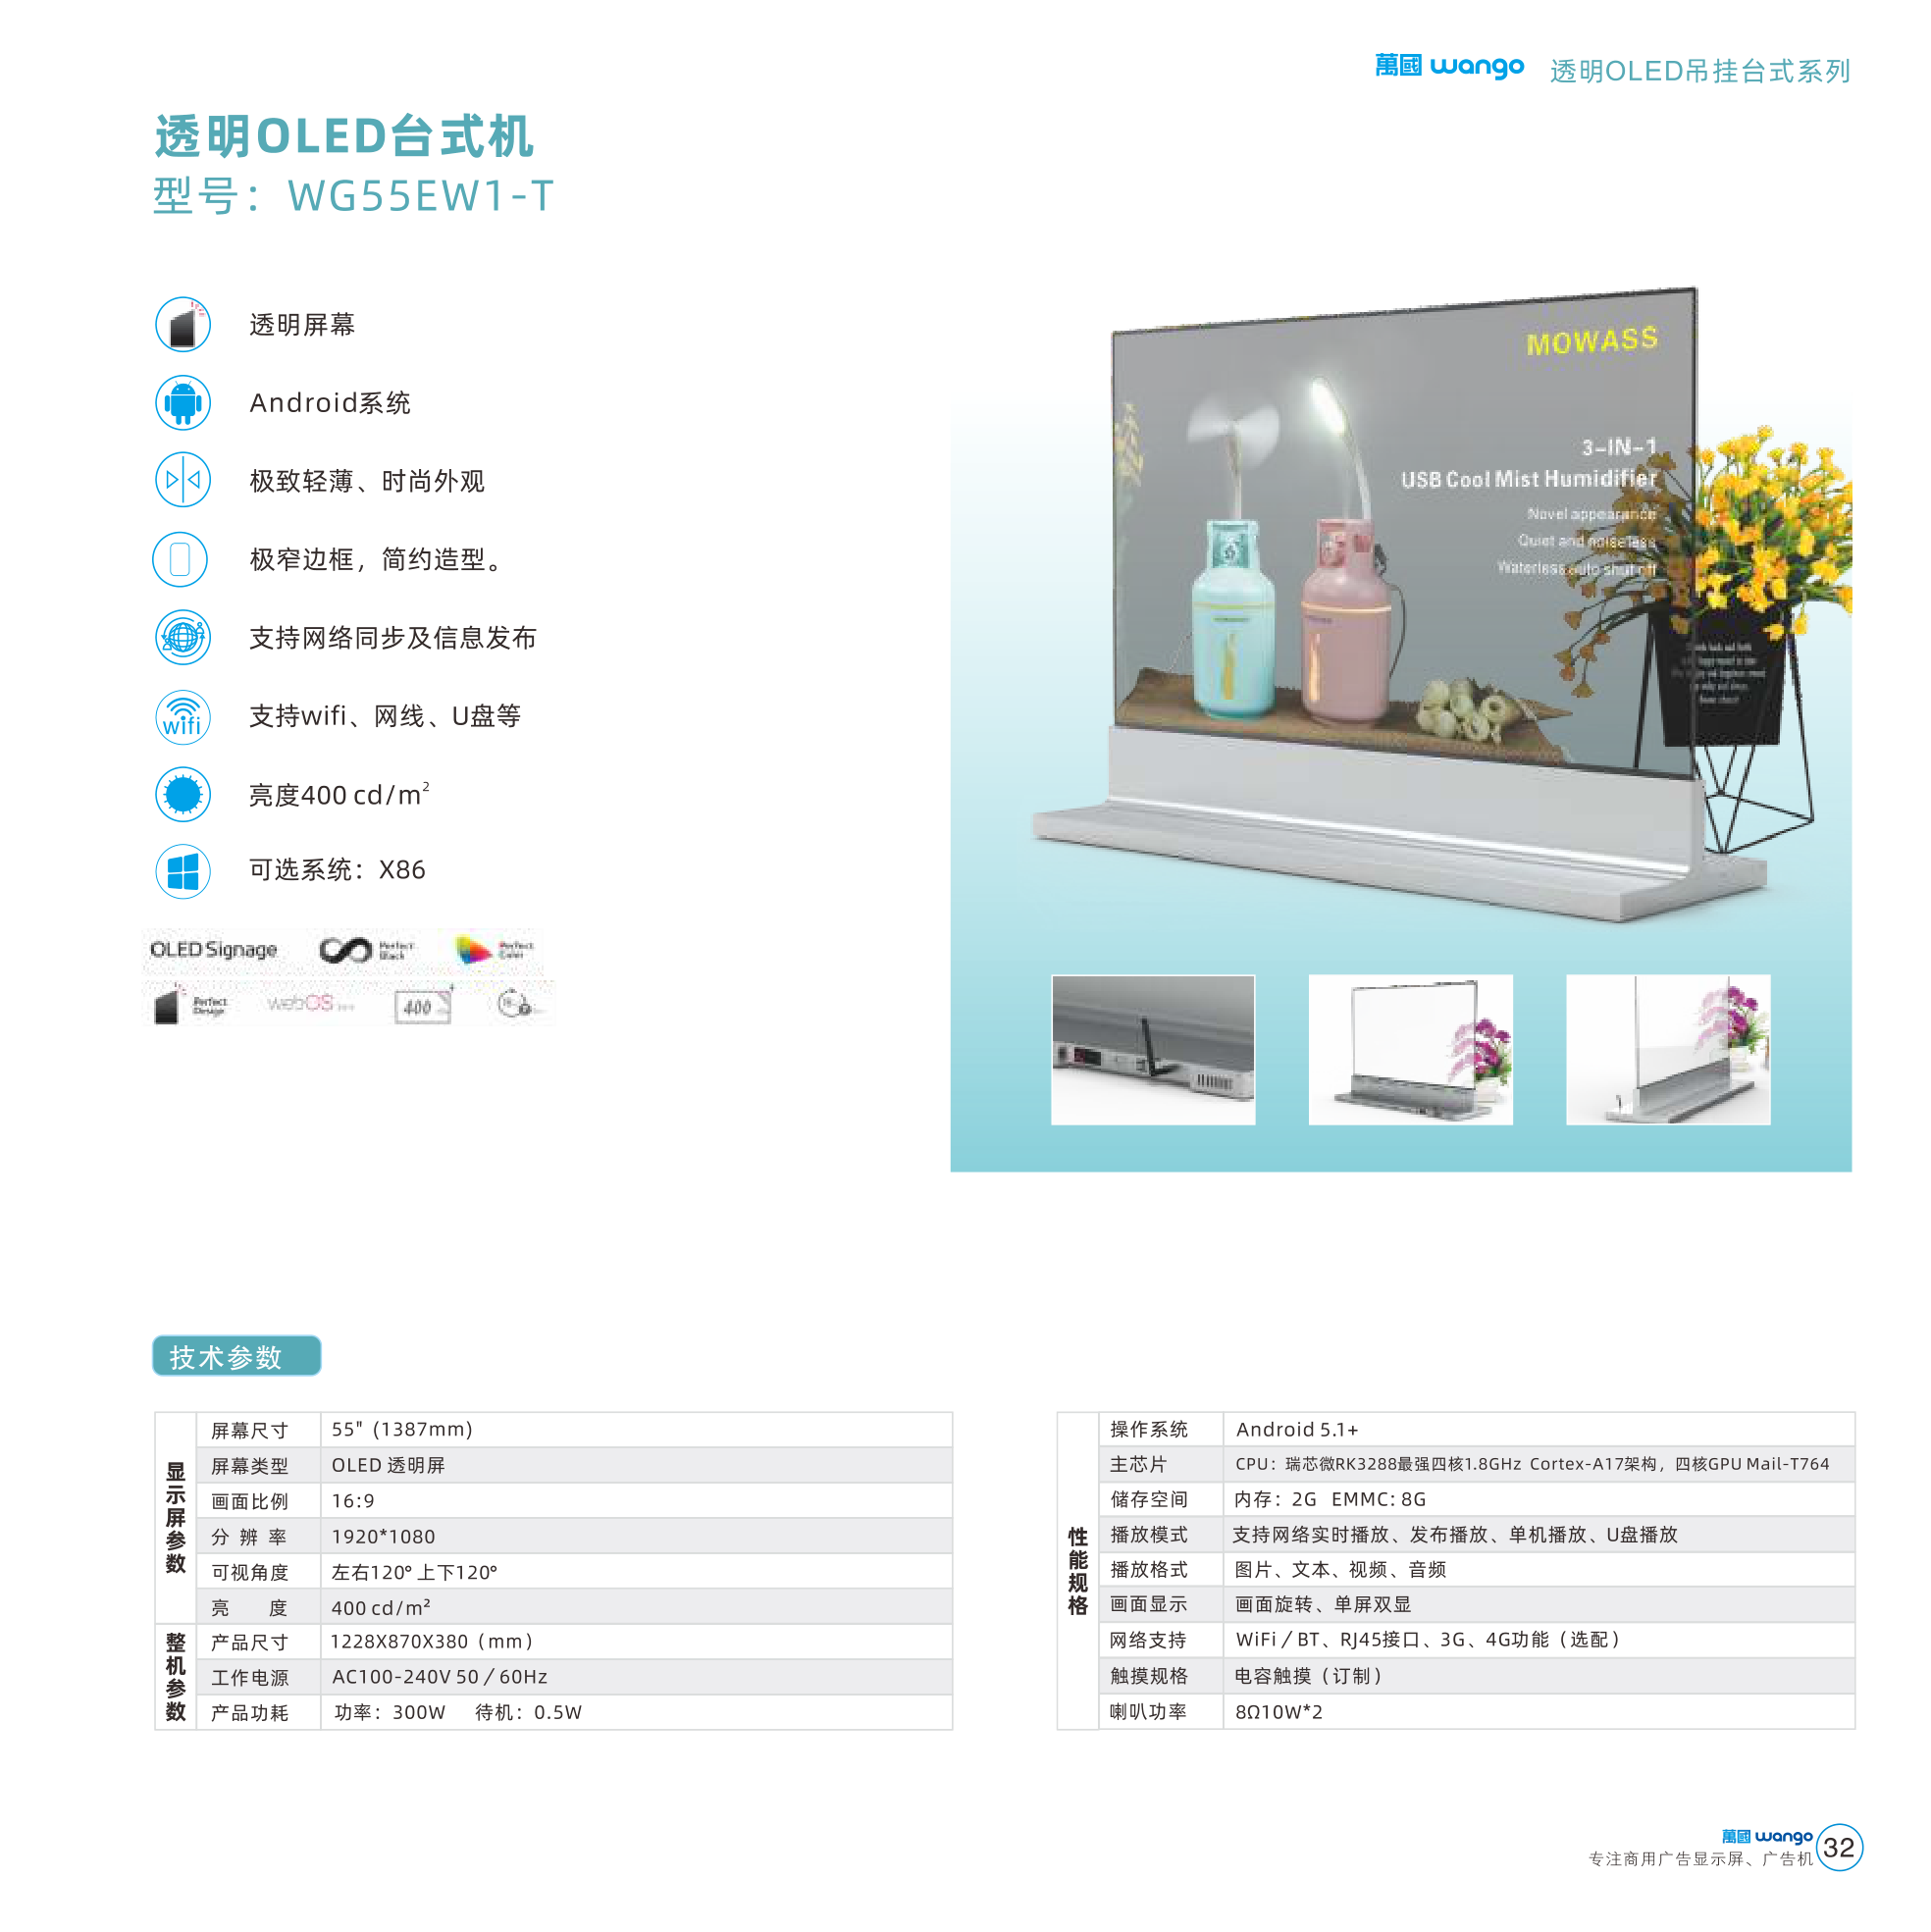 萬國 wango 透明OLED吊挂台式系列
透明OLED台式机
型号：WG55EW1-T
透明屏幕
Android系统
极致轻薄、时尚外观
极窄边框，简约造型。
支持网络同步及信息发布
wifi
支持wifi、网线、U盘等
亮度400 cd/m²
可选系统：X86
OLED Signage
Perfect Black
Perfect Color
Perfect Design
webOS
400
MOWASS
3-IN-1
USB Cool Mist Humidifier
Novel appearance
Quiet and noiseless
Waterless auto shut off
技术参数
显示屏参数
屏幕尺寸 55" (1387mm)
屏幕类型 OLED 透明屏
画面比例 16:9
分 辨 率 1920*1080
可视角度 左右120° 上下120°
亮 度 400 cd/m²
整机参数
产品尺寸 1228X870X380（mm）
工作电源 AC100-240V 50／60Hz
产品功耗 功率：300W 待机：0.5W
性能规格
操作系统 Android 5.1+
主芯片 CPU：瑞芯微RK3288最强四核1.8GHz Cortex-A17架构，四核GPU Mail-T764
储存空间 内存：2G EMMC: 8G
播放模式 支持网络实时播放、发布播放、单机播放、U盘播放
播放格式 图片、文本、视频、音频
画面显示 画面旋转、单屏双显
网络支持 WiFi／BT、RJ45接口、3G、4G功能（选配）
触摸规格 电容触摸（订制）
喇叭功率 8Ω10W*2
萬國 wango
专注商用广告显示屏、广告机
32